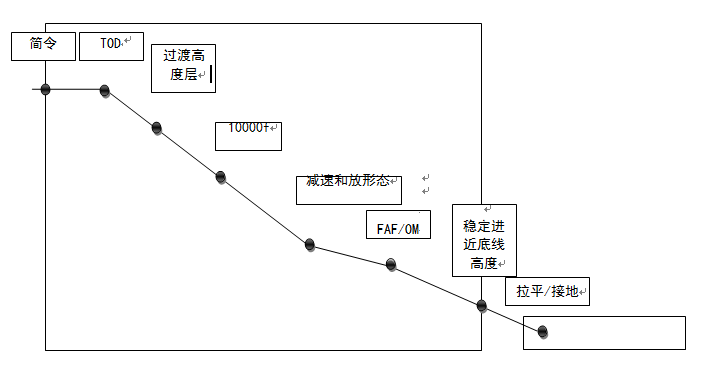 简令
TOD
过渡高
度层
10000f
减速和放形态
FAF/OM
稳定进
近底线
高度
拉平/接地